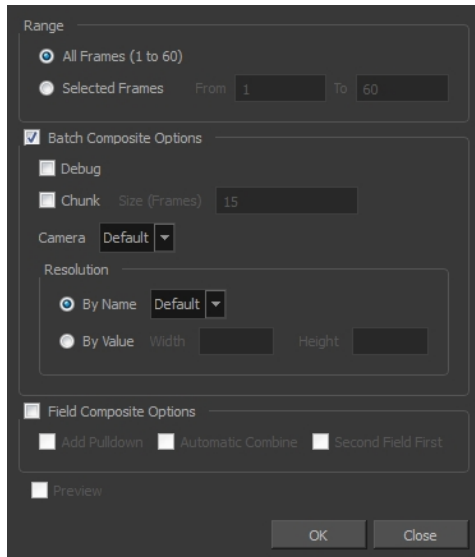 Range
All Frames (1 to 60)
Selected Frames From 1 To 60
Batch Composite Options
Debug
Chunk Size (Frames) 15
Camera Default
Resolution
By Name Default
By Value Width Height
Field Composite Options
Add Pulldown Automatic Combine Second Field First
Preview
OK Close